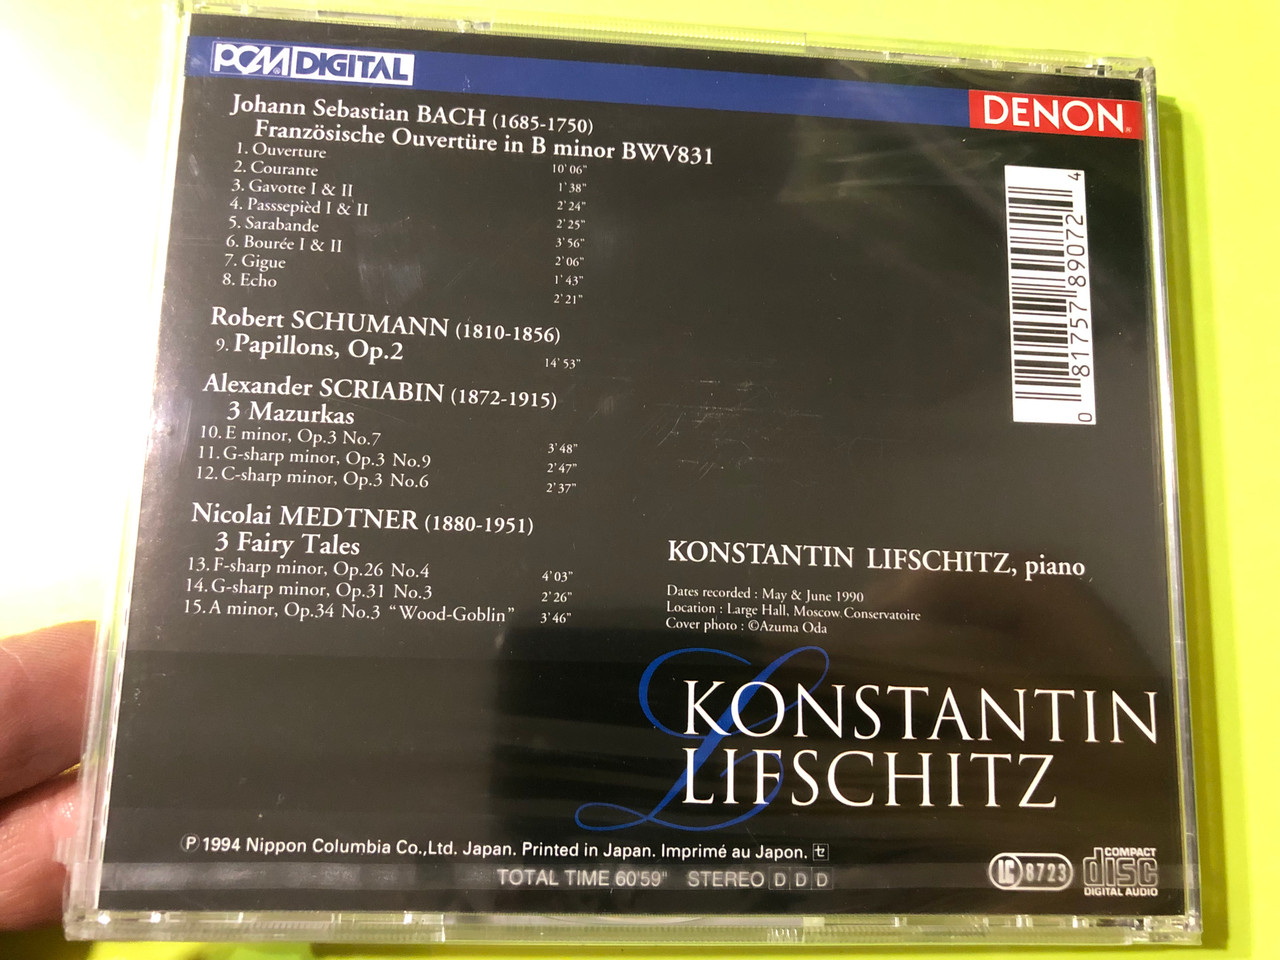 PCM DIGITAL
DENON
Johann Sebastian BACH (1685-1750)
Französische Ouvertüre in B minor BWV831
1. Ouverture 10'06"
2. Courante 1'38"
3. Gavotte I & II 2'24"
4. Passsepièd I & II 2'25"
5. Sarabande 3'56"
6. Bourée I & II 2'06"
7. Gigue 1'43"
8. Echo 2'21"
Robert SCHUMANN (1810-1856)
9. Papillons, Op.2 14'53"
Alexander SCRIABIN (1872-1915)
3 Mazurkas
10. E minor, Op.3 No.7 3'48"
11. G-sharp minor, Op.3 No.9 2'47"
12. C-sharp minor, Op.3 No.6 2'37"
Nicolai MEDTNER (1880-1951)
3 Fairy Tales
13. F-sharp minor, Op.26 No.4 4'03"
14. G-sharp minor, Op.31 No.3 2'26"
15. A minor, Op.34 No.3 "Wood-Goblin" 3'46"
0 81757 89072 4
KONSTANTIN LIFSCHITZ, piano
Dates recorded : May & June 1990
Location : Large Hall, Moscow Conservatoire
Cover photo : ©Azuma Oda
L
KONSTANTIN
LIFSCHITZ
Ⓟ1994 Nippon Columbia Co.,Ltd. Japan. Printed in Japan. Imprimé au Japon. セ
TOTAL TIME 60'59" STEREO D D D
LC 8723
COMPACT
disc
DIGITAL AUDIO